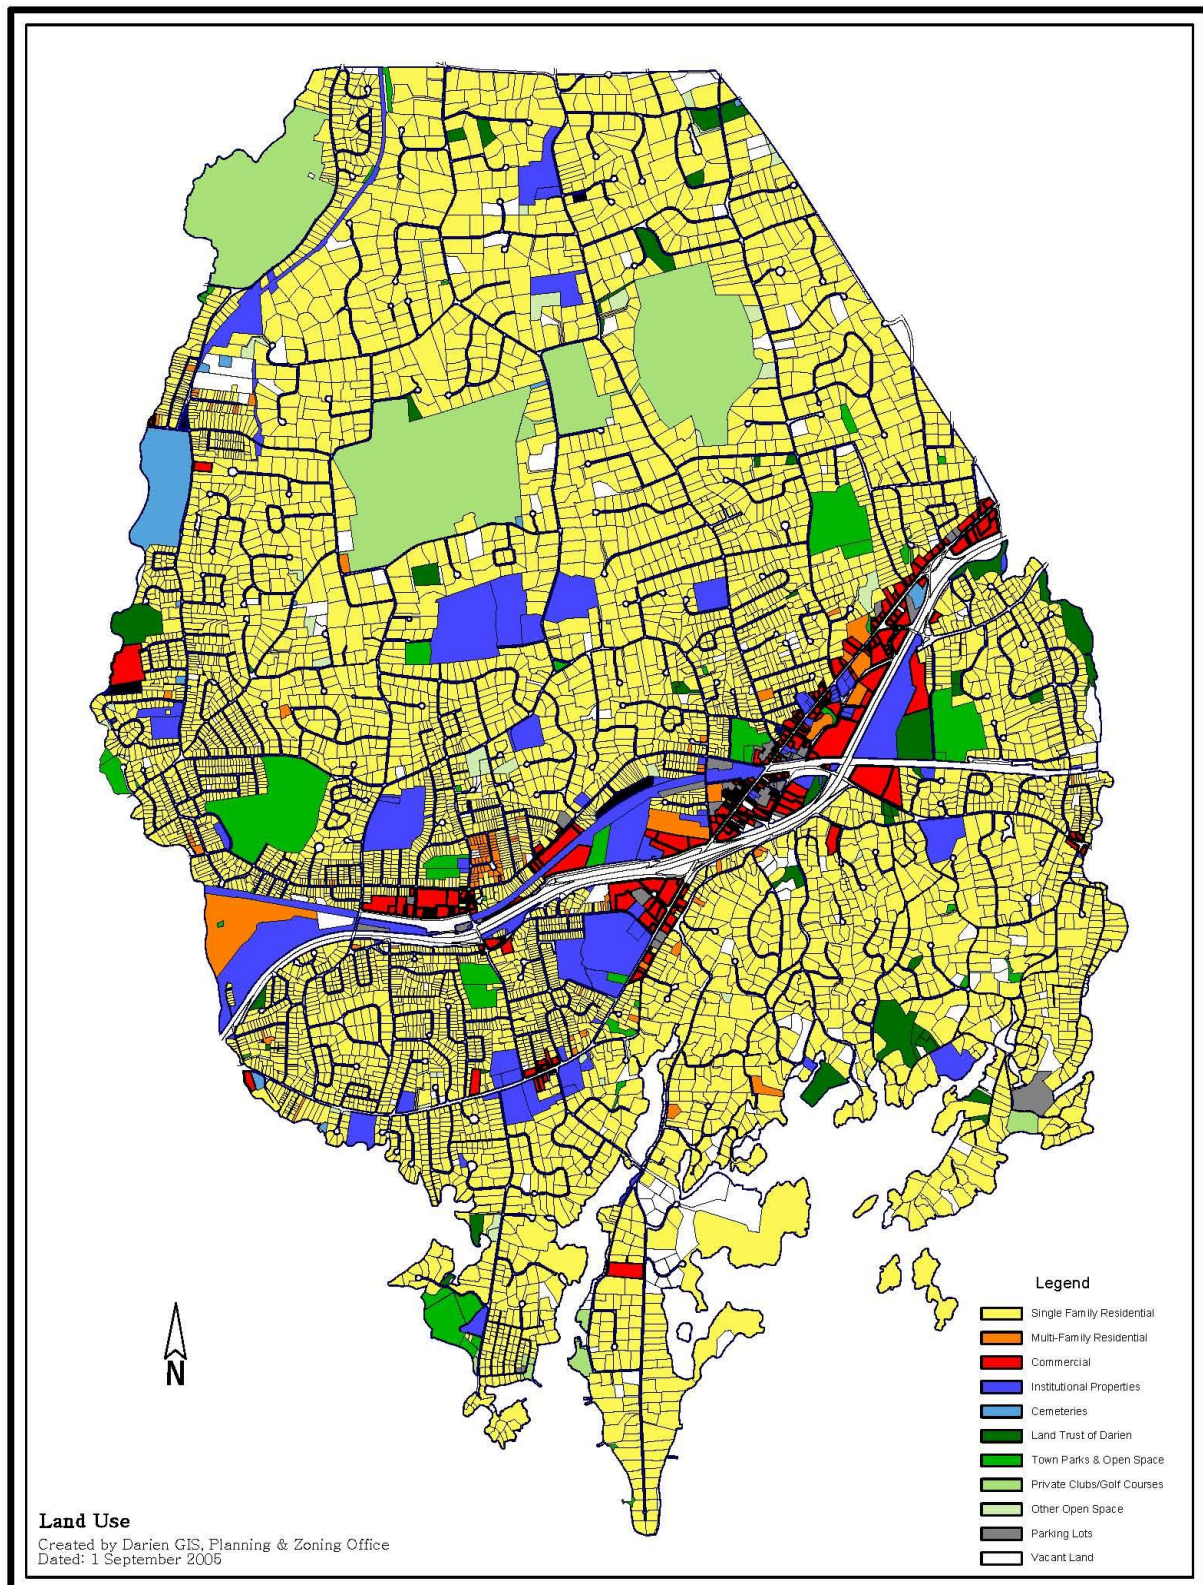 Legend
Single Family Residential
Multi-Family Residential
Commercial
Institutional Properties
Cemeteries
Land Trust of Darien
Town Parks & Open Space
Private Clubs/Golf Courses
Other Open Space
Parking Lots
Vacant Land
N
Land Use
Created by Darien GIS, Planning & Zoning Office
Dated: 1 September 2005